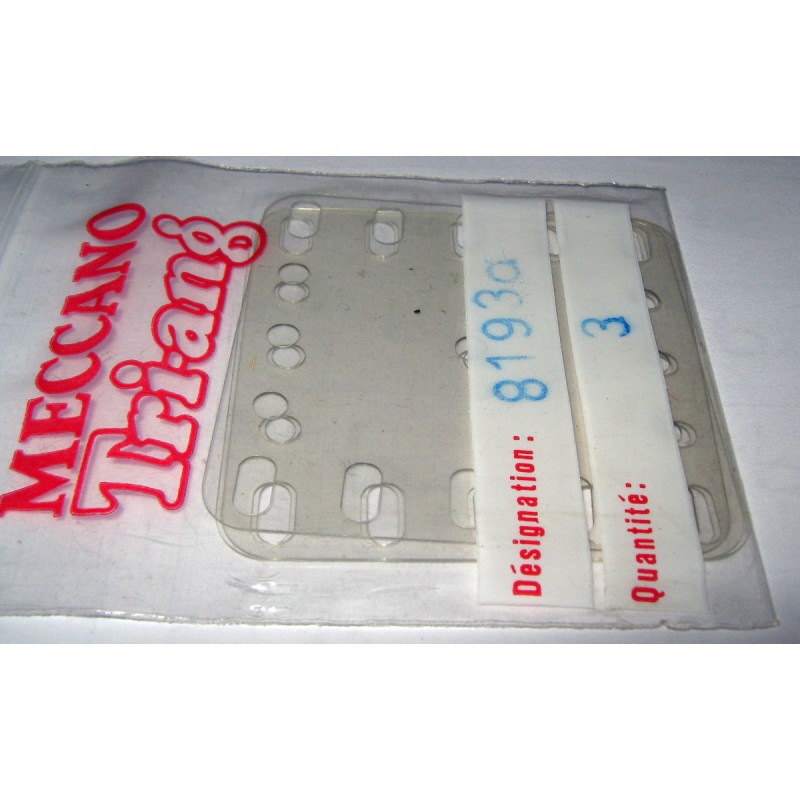 MECCANO
Tri-ang
Désignation: 8193a
Quantité: 3